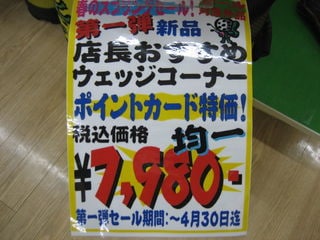 第一弾 新品
店長おすすめ
ウェッジコーナー
ポイントカード特価!
税込価格 均一
¥7,980-
第一弾セール期間:~4月30日迄